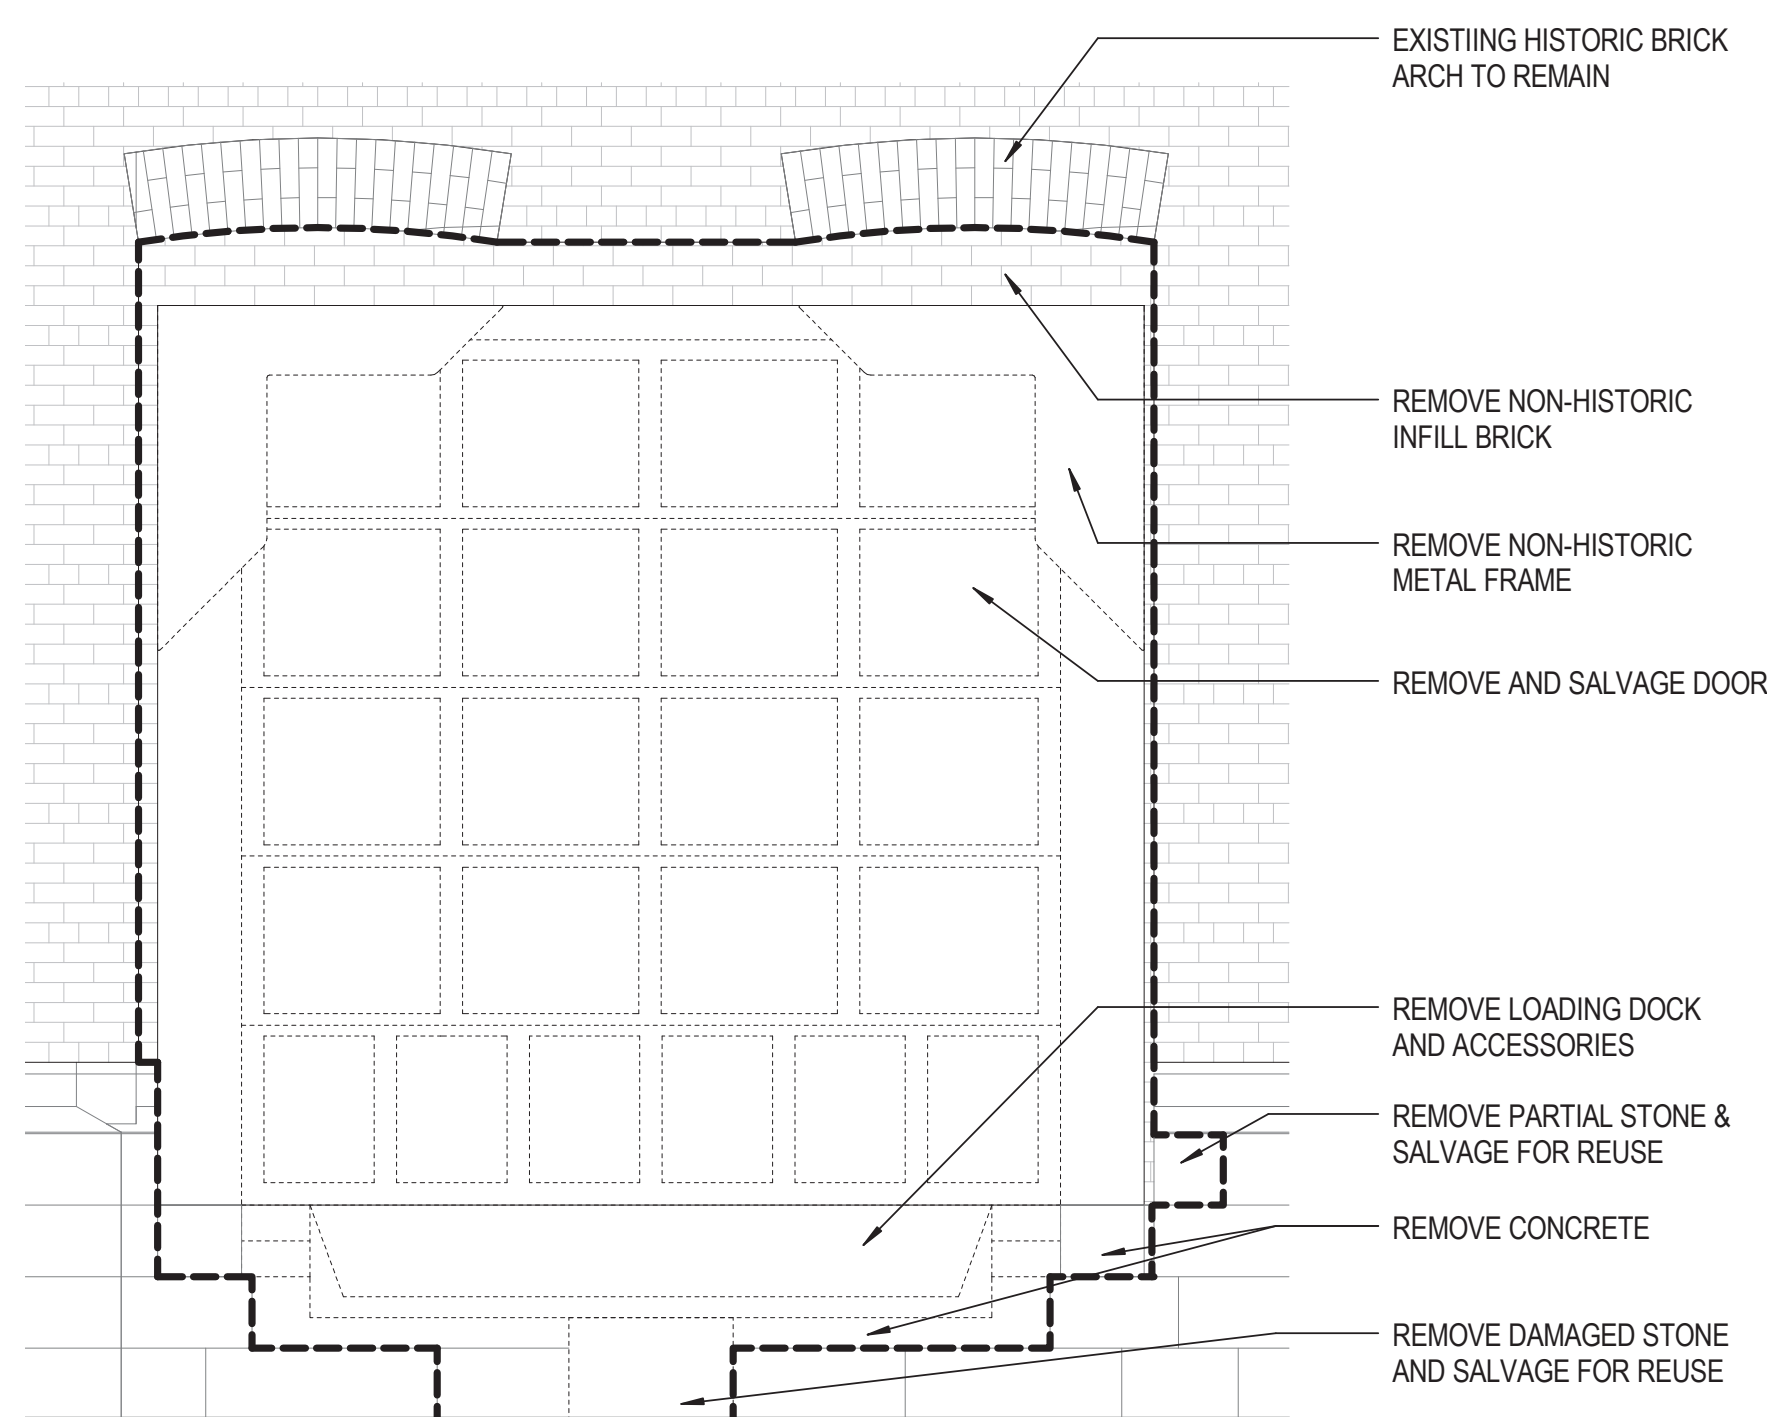 EXISTIING HISTORIC BRICK
ARCH TO REMAIN
REMOVE NON-HISTORIC
INFILL BRICK
REMOVE NON-HISTORIC
METAL FRAME
REMOVE AND SALVAGE DOOR
REMOVE LOADING DOCK
AND ACCESSORIES
REMOVE PARTIAL STONE &
SALVAGE FOR REUSE
REMOVE CONCRETE
REMOVE DAMAGED STONE
AND SALVAGE FOR REUSE